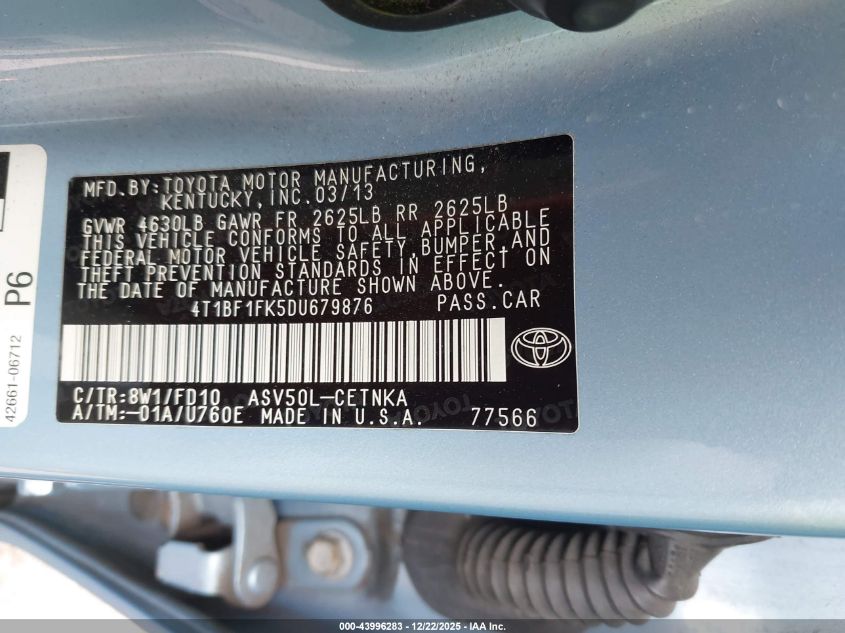 MFD.BY:TOYOTA MOTOR MANUFACTURING,
KENTUCKY,INC.03/13
GVWR 4630LB GAWR FR 2625LB RR 2625LB
THIS VEHICLE CONFORMS TO ALL APPLICABLE
FEDERAL MOTOR VEHICLE SAFETY,BUMPER,AND
THEFT PREVENTION STANDARDS IN EFFECT ON
THE DATE OF MANUFACTURE SHOWN ABOVE.
4T1BF1FK5DU679876 PASS.CAR
C/TR:8W1/FD10 ASV50L-CETNKA
A/TM:-01A/U760E MADE IN U.S.A. 77566
P6
42661-06712
000-43996283 - 12/22/2025 - IAA Inc.